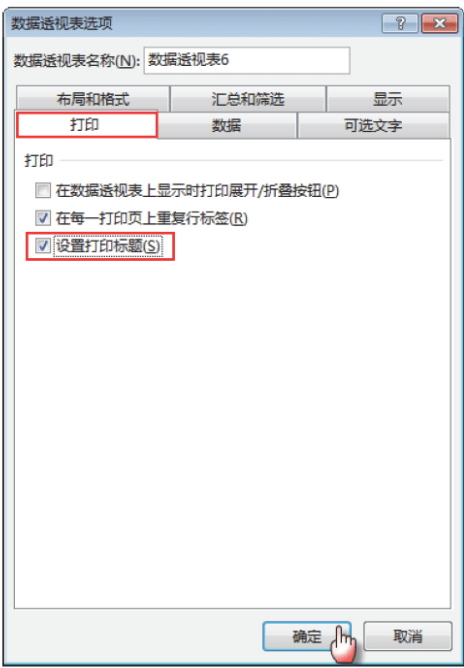 数据透视表选项
数据透视表名称(N): 数据透视表6
布局和格式 汇总和筛选 显示
打印 数据 可选文字
打印
在数据透视表上显示时打印展开/折叠按钮(P)
在每一打印页上重复行标签(R)
设置打印标题(S)
确定 取消